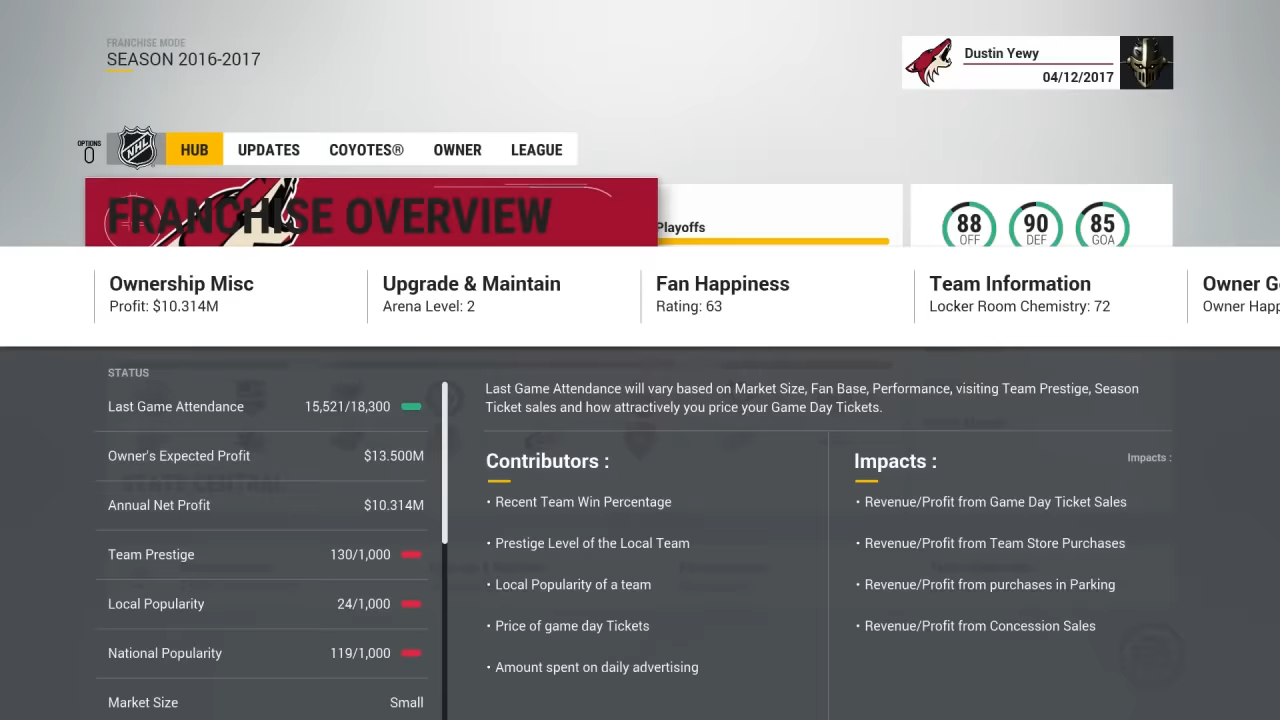 FRANCHISE MODE
SEASON 2016-2017
Dustin Yewy
04/12/2017
OPTIONS
NHL
HUB
UPDATES
COYOTES®
OWNER
LEAGUE
FRANCHISE OVERVIEW
Playoffs
88
OFF
90
DEF
85
GOA
Ownership Misc
Profit: $10.314M
Upgrade & Maintain
Arena Level: 2
Fan Happiness
Rating: 63
Team Information
Locker Room Chemistry: 72
Owner G
Owner Happ
STATUS
Last Game Attendance 15,521/18,300
Owner's Expected Profit $13.500M
Annual Net Profit $10.314M
Team Prestige 130/1,000
Local Popularity 24/1,000
National Popularity 119/1,000
Market Size Small
Last Game Attendance will vary based on Market Size, Fan Base, Performance, visiting Team Prestige, Season
Ticket sales and how attractively you price your Game Day Tickets.
Contributors :
• Recent Team Win Percentage
• Prestige Level of the Local Team
• Local Popularity of a team
• Price of game day Tickets
• Amount spent on daily advertising
Impacts :
Impacts :
• Revenue/Profit from Game Day Ticket Sales
• Revenue/Profit from Team Store Purchases
• Revenue/Profit from purchases in Parking
• Revenue/Profit from Concession Sales
STATE CENTRAL